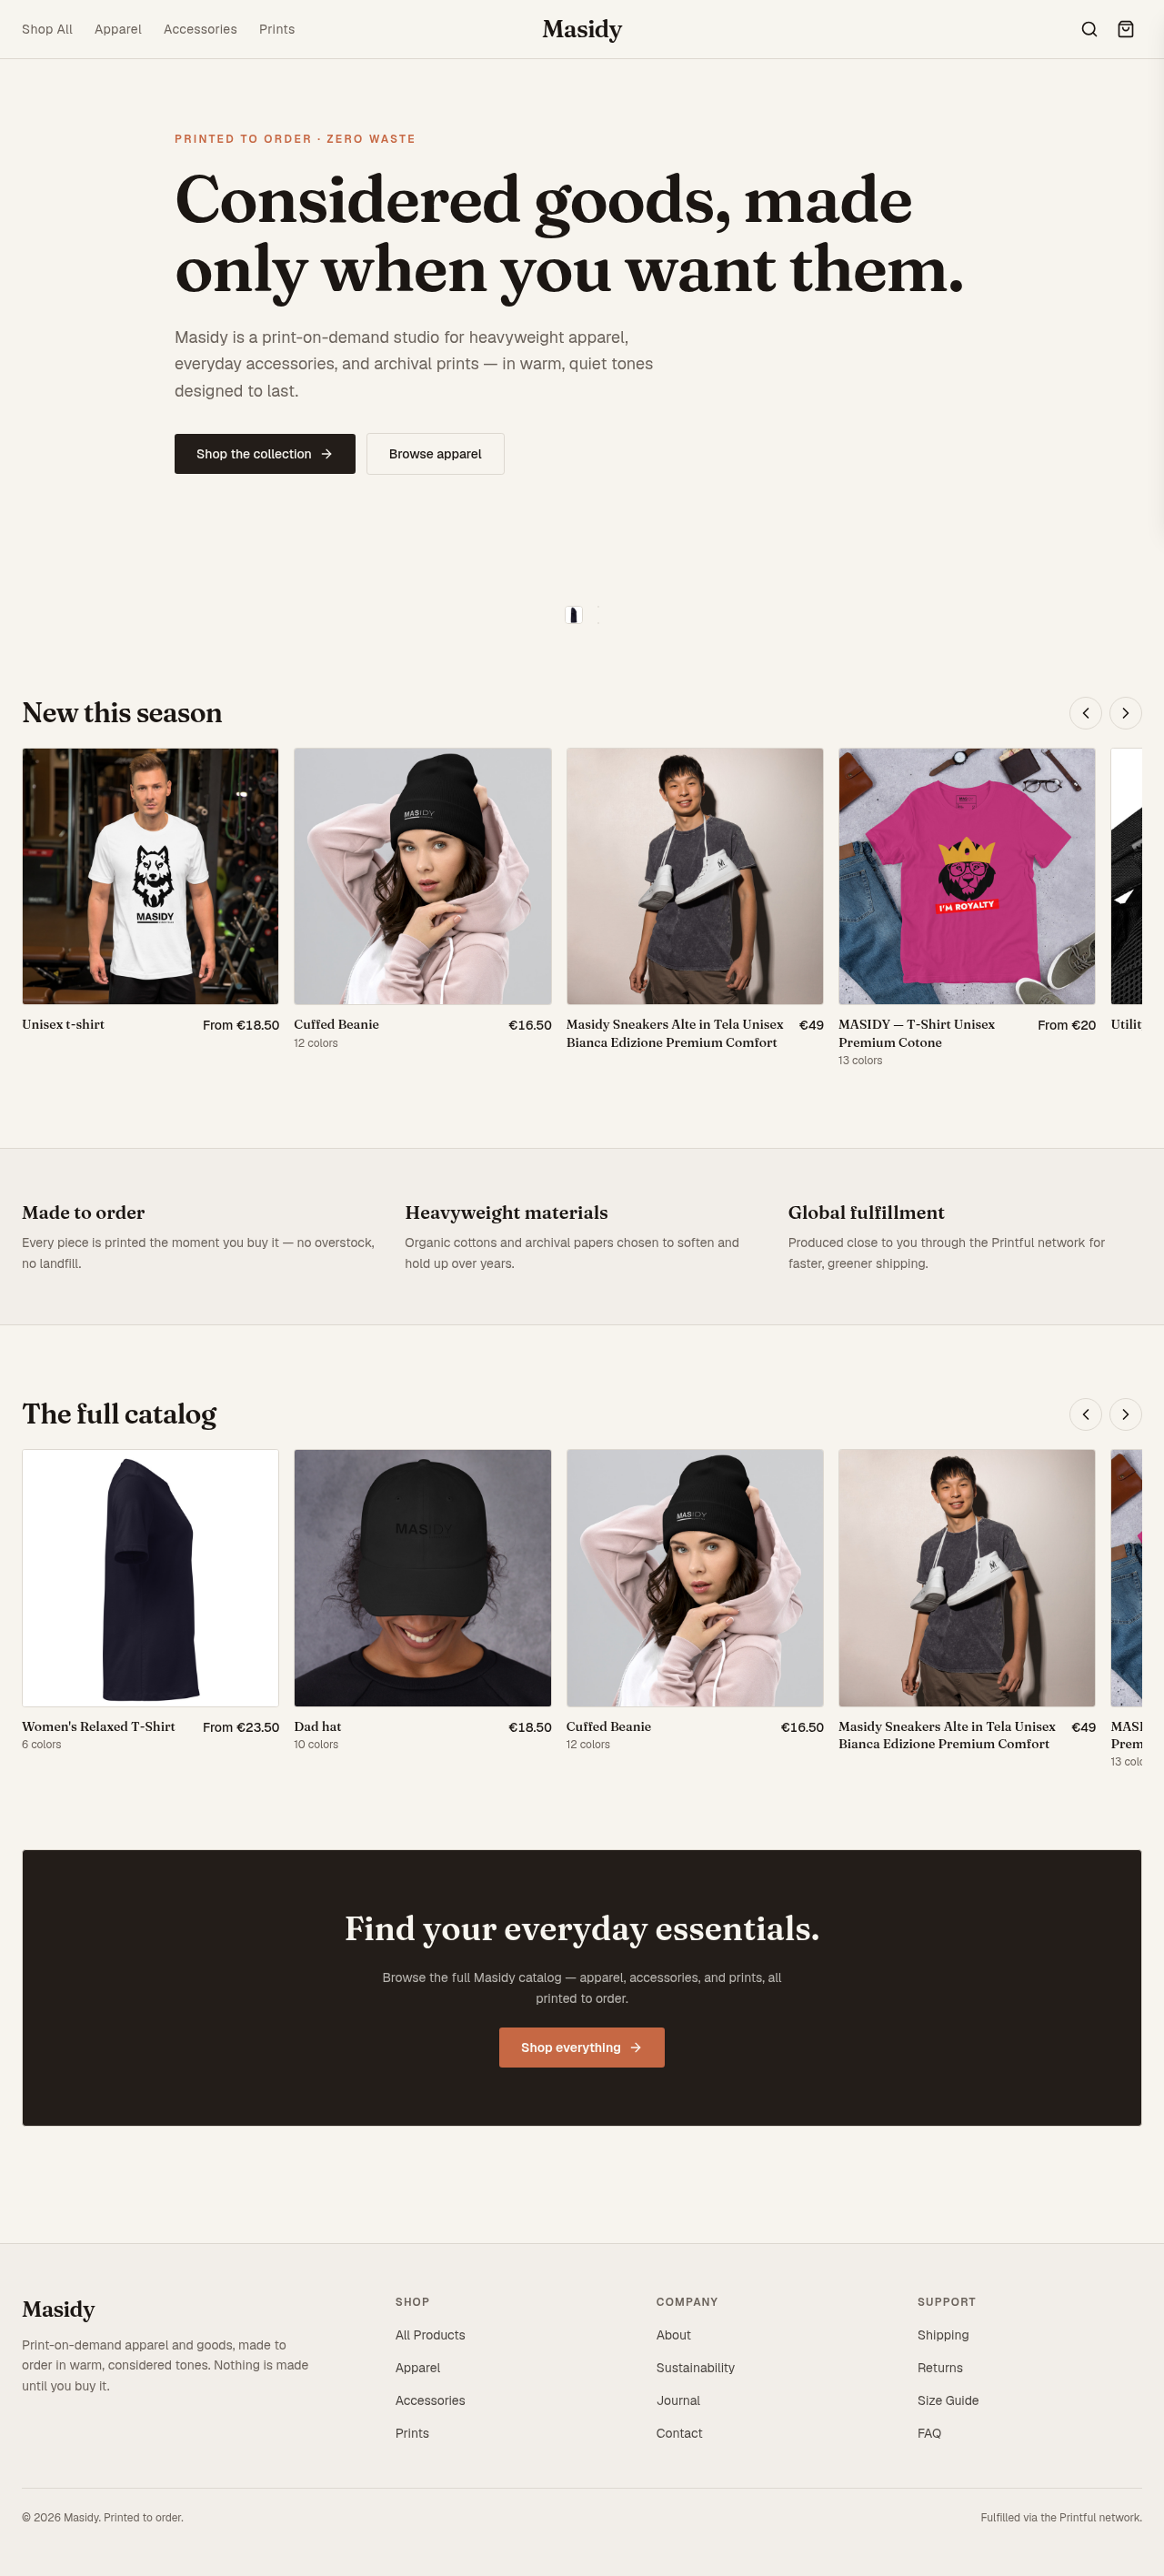 Shop All Apparel Accessories Prints
Masidy
PRINTED TO ORDER · ZERO WASTE
Considered goods, made
only when you want them.
Masidy is a print-on-demand studio for heavyweight apparel,
everyday accessories, and archival prints — in warm, quiet tones
designed to last.
Shop the collection →
Browse apparel
New this season
MASIDY
MASIDY
I'M ROYALTY
Unisex t-shirt From €18.50
Cuffed Beanie €16.50
12 colors
Masidy Sneakers Alte in Tela Unisex €49
Bianca Edizione Premium Comfort
MASIDY — T-Shirt Unisex From €20
Premium Cotone
13 colors
Utilit
Made to order
Every piece is printed the moment you buy it — no overstock,
no landfill.
Heavyweight materials
Organic cottons and archival papers chosen to soften and
hold up over years.
Global fulfillment
Produced close to you through the Printful network for
faster, greener shipping.
The full catalog
MASIDY
MASIDY
Women's Relaxed T-Shirt From €23.50
6 colors
Dad hat €18.50
10 colors
Cuffed Beanie €16.50
12 colors
Masidy Sneakers Alte in Tela Unisex €49
Bianca Edizione Premium Comfort
MASI
Prem
13 colo
Find your everyday essentials.
Browse the full Masidy catalog — apparel, accessories, and prints, all
printed to order.
Shop everything →
Masidy
Print-on-demand apparel and goods, made to
order in warm, considered tones. Nothing is made
until you buy it.
SHOP
All Products
Apparel
Accessories
Prints
COMPANY
About
Sustainability
Journal
Contact
SUPPORT
Shipping
Returns
Size Guide
FAQ
© 2026 Masidy. Printed to order.
Fulfilled via the Printful network.